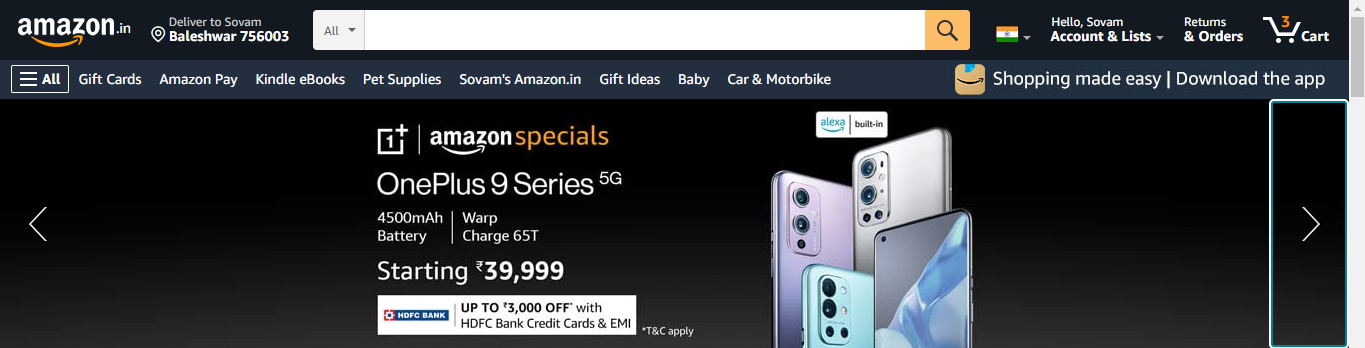 amazon.in
Deliver to Sovam
Baleshwar 756003
All
Hello, Sovam
Account & Lists
Returns
& Orders
3
Cart
All Gift Cards Amazon Pay Kindle eBooks Pet Supplies Sovam's Amazon.in Gift Ideas Baby Car & Motorbike
Shopping made easy | Download the app
1+ | amazon specials
alexa | built-in
OnePlus 9 Series 5G
4500mAh
Battery
Warp
Charge 65T
Starting ₹39,999
HDFC BANK
UP TO ₹3,000 OFF* with
HDFC Bank Credit Cards & EMI
*T&C apply